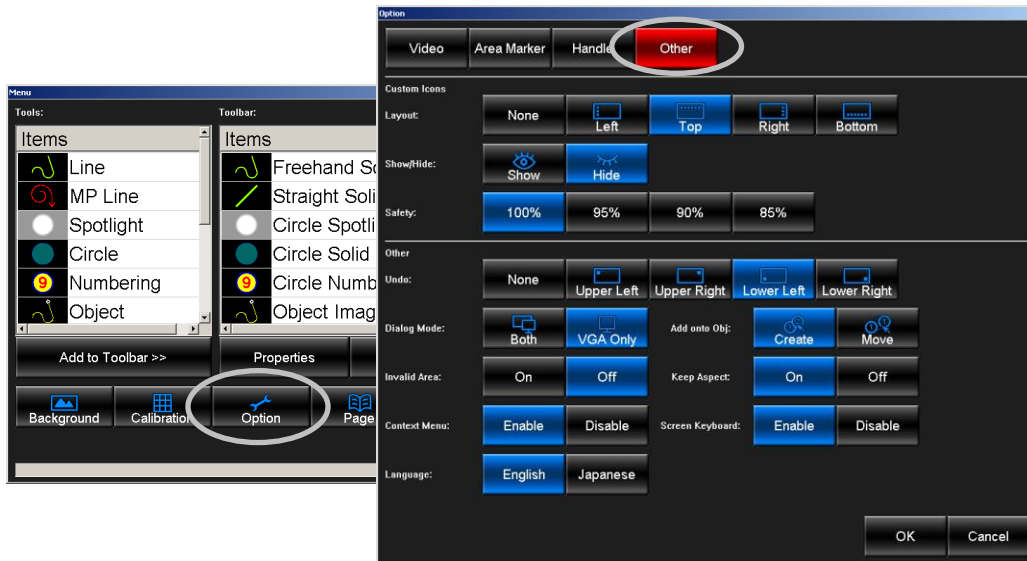 Menu
Tools:
Toolbar:
Items
Line
MP Line
Spotlight
Circle
Numbering
Object
Items
Freehand So
Straight Soli
Circle Spotli
Circle Solid
Circle Numb
Object Imag
Add to Toolbar >>
Properties
Background
Calibration
Option
Page
Option
Video
Area Marker
Handle
Other
Custom Icons
Layout: None Left Top Right Bottom
Show/Hide: Show Hide
Safety: 100% 95% 90% 85%
Other
Undo: None Upper Left Upper Right Lower Left Lower Right
Dialog Mode: Both VGA Only Add onto Obj: Create Move
Invalid Area: On Off Keep Aspect: On Off
Context Menu: Enable Disable Screen Keyboard: Enable Disable
Language: English Japanese
OK Cancel